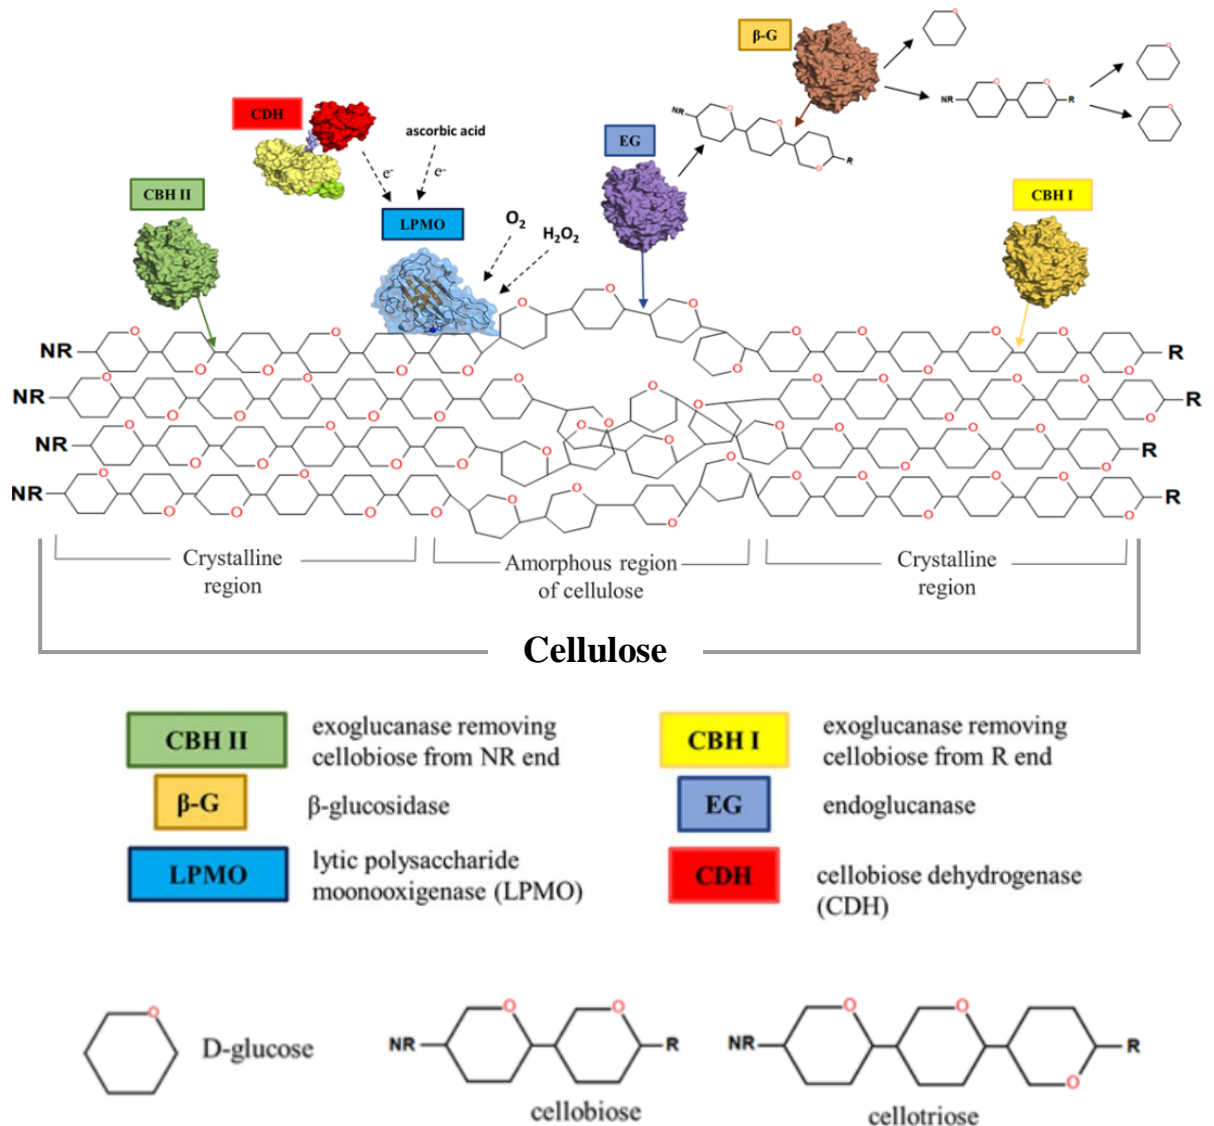 β-G
CDH
ascorbic acid
NR
R
NR
R
EG
e-
e-
CBH II
CBH I
LPMO
O2
H2O2
NR
R
NR
R
NR
R
NR
R
Crystalline
region
Amorphous region
of cellulose
Crystalline
region
Cellulose
CBH II
exoglucanase removing
cellobiose from NR end
CBH I
exoglucanase removing
cellobiose from R end
β-G
β-glucosidase
EG
endoglucanase
LPMO
lytic polysaccharide
moonooxigenase (LPMO)
CDH
cellobiose dehydrogenase
(CDH)
O
D-glucose
NR
O
O
R
cellobiose
NR
O
O
O
R
cellotriose